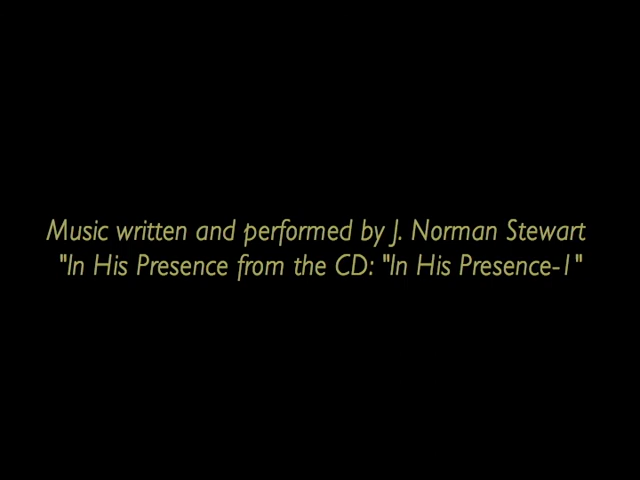 Music written and performed by J. Norman Stewart
"In His Presence from the CD: "In His Presence-1"